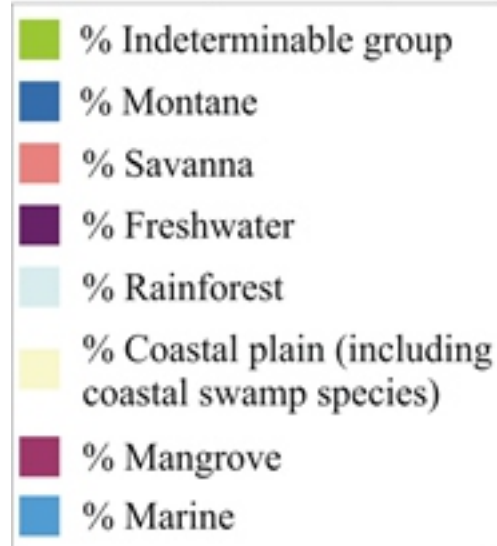 % Indeterminable group
% Montane
% Savanna
% Freshwater
% Rainforest
% Coastal plain (including
coastal swamp species)
% Mangrove
% Marine